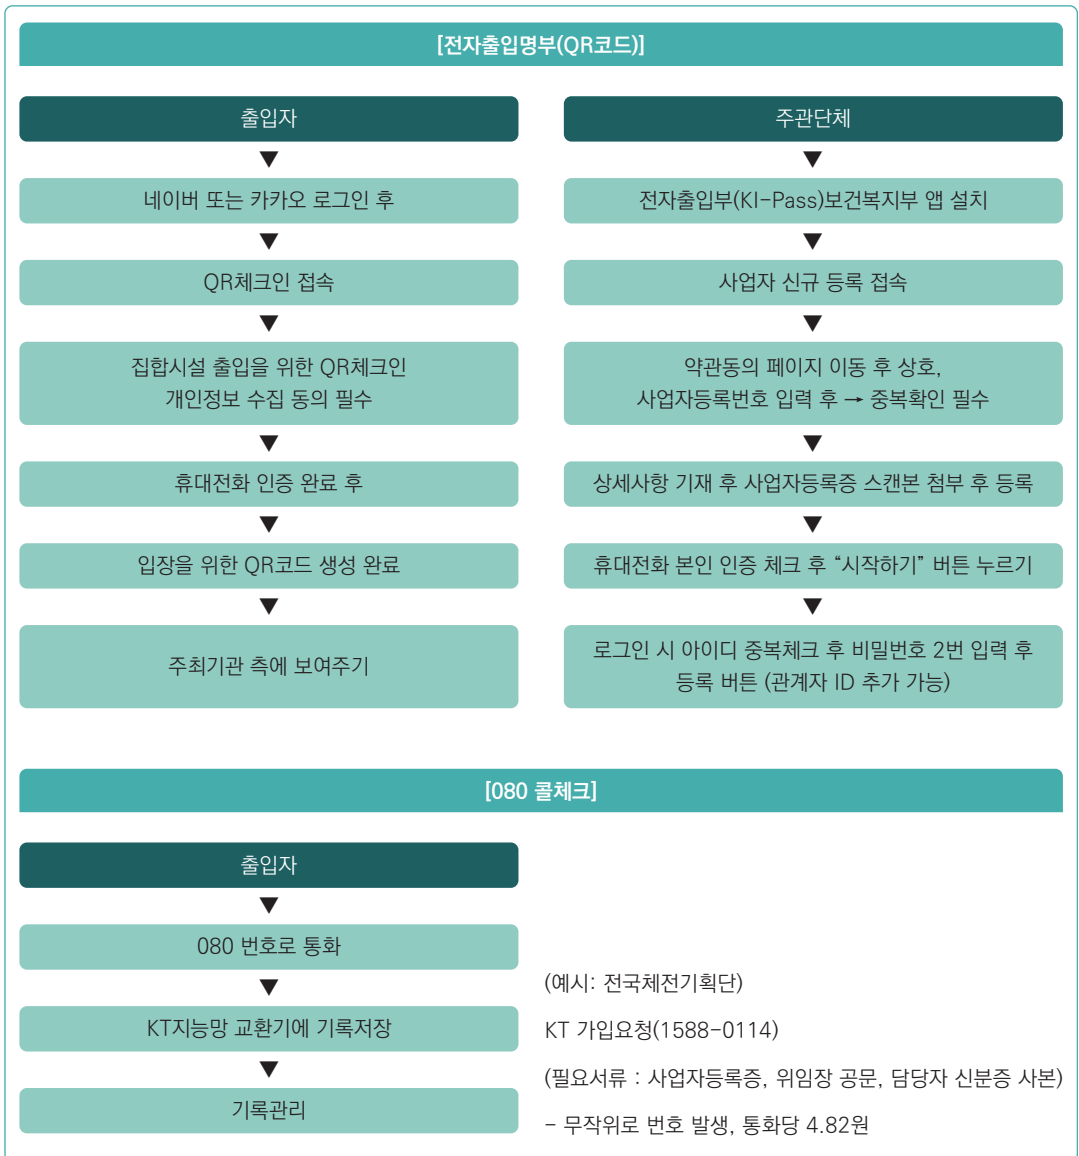 [전자출입명부(QR코드)]
출입자
▼
네이버 또는 카카오 로그인 후
▼
QR체크인 접속
▼
집합시설 출입을 위한 QR체크인
개인정보 수집 동의 필수
▼
휴대전화 인증 완료 후
▼
입장을 위한 QR코드 생성 완료
▼
주최기관 측에 보여주기
주관단체
▼
전자출입부(KI-Pass)보건복지부 앱 설치
▼
사업자 신규 등록 접속
▼
약관동의 페이지 이동 후 상호,
사업자등록번호 입력 후 → 중복확인 필수
▼
상세사항 기재 후 사업자등록증 스캔본 첨부 후 등록
▼
휴대전화 본인 인증 체크 후 “시작하기” 버튼 누르기
▼
로그인 시 아이디 중복체크 후 비밀번호 2번 입력 후
등록 버튼 (관계자 ID 추가 가능)
[080 콜체크]
출입자
▼
080 번호로 통화
▼
KT지능망 교환기에 기록저장
▼
기록관리
(예시: 전국체전기획단)
KT 가입요청(1588-0114)
(필요서류 : 사업자등록증, 위임장 공문, 담당자 신분증 사본)
- 무작위로 번호 발생, 통화당 4.82원